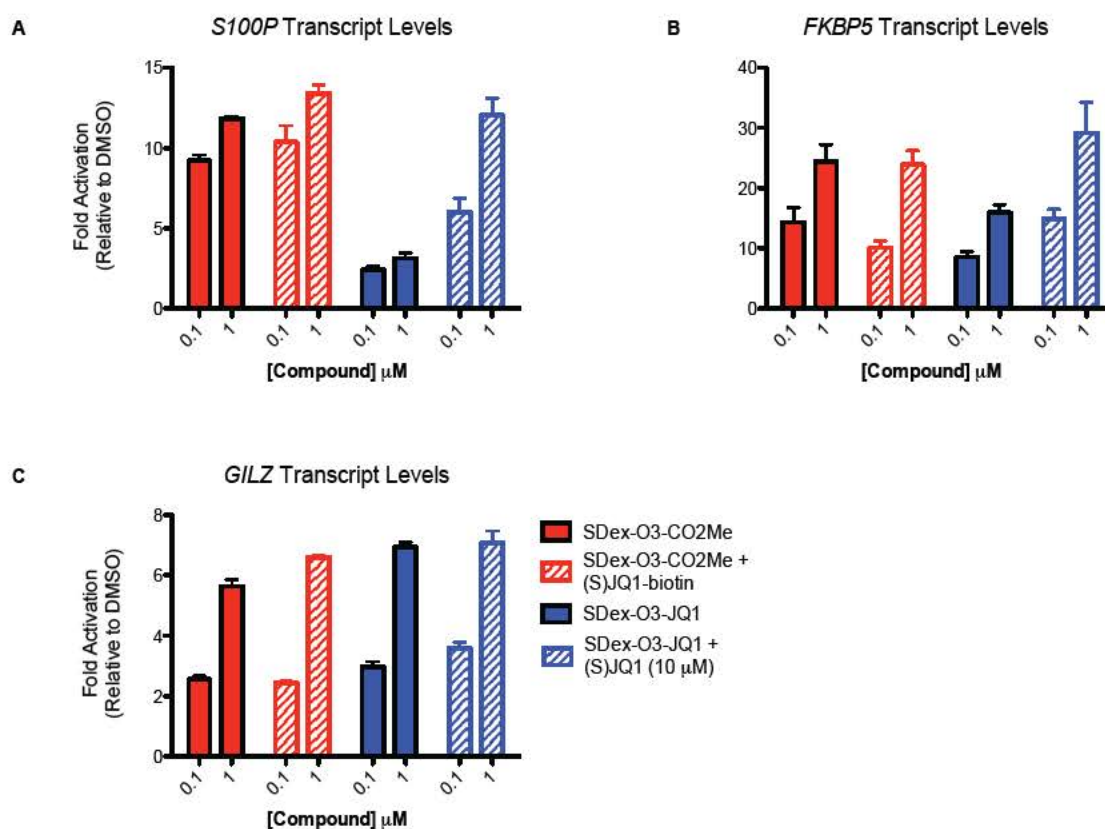 A
S100P Transcript Levels
Fold Activation
(Relative to DMSO)
15
10
5
0
0.1
1
0.1
1
0.1
1
0.1
1
[Compound] μM
B
FKBP5 Transcript Levels
40
30
20
10
0
0.1
1
0.1
1
0.1
1
0.1
1
[Compound] μM
C
GILZ Transcript Levels
Fold Activation
(Relative to DMSO)
8
6
4
2
0
0.1
1
0.1
1
0.1
1
0.1
1
[Compound] μM
SDex-O3-CO2Me
SDex-O3-CO2Me +
(S)JQ1-biotin
SDex-O3-JQ1
SDex-O3-JQ1 +
(S)JQ1 (10 μM)